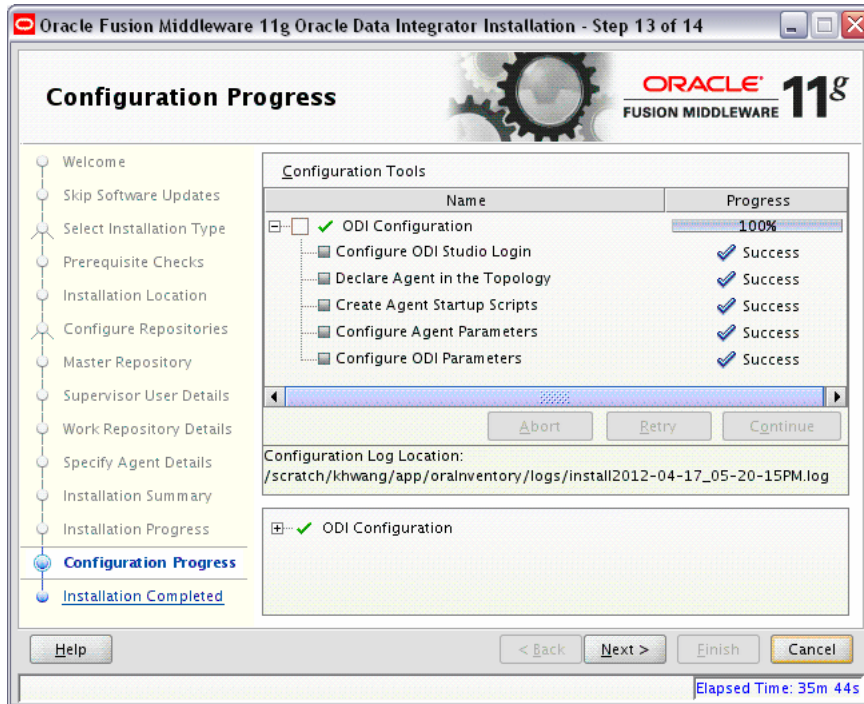 Oracle Fusion Middleware 11g Oracle Data Integrator Installation - Step 13 of 14
Configuration Progress
ORACLE
FUSION MIDDLEWARE
11g
Welcome
Skip Software Updates
Select Installation Type
Prerequisite Checks
Installation Location
Configure Repositories
Master Repository
Supervisor User Details
Work Repository Details
Specify Agent Details
Installation Summary
Installation Progress
Configuration Progress
Installation Completed
Configuration Tools
Name Progress
ODI Configuration 100%
Configure ODI Studio Login Success
Declare Agent in the Topology Success
Create Agent Startup Scripts Success
Configure Agent Parameters Success
Configure ODI Parameters Success
Abort Retry Continue
Configuration Log Location:
/scratch/khwang/app/oraInventory/logs/install2012-04-17_05-20-15PM.log
ODI Configuration
Help < Back Next > Finish Cancel
Elapsed Time: 35m 44s